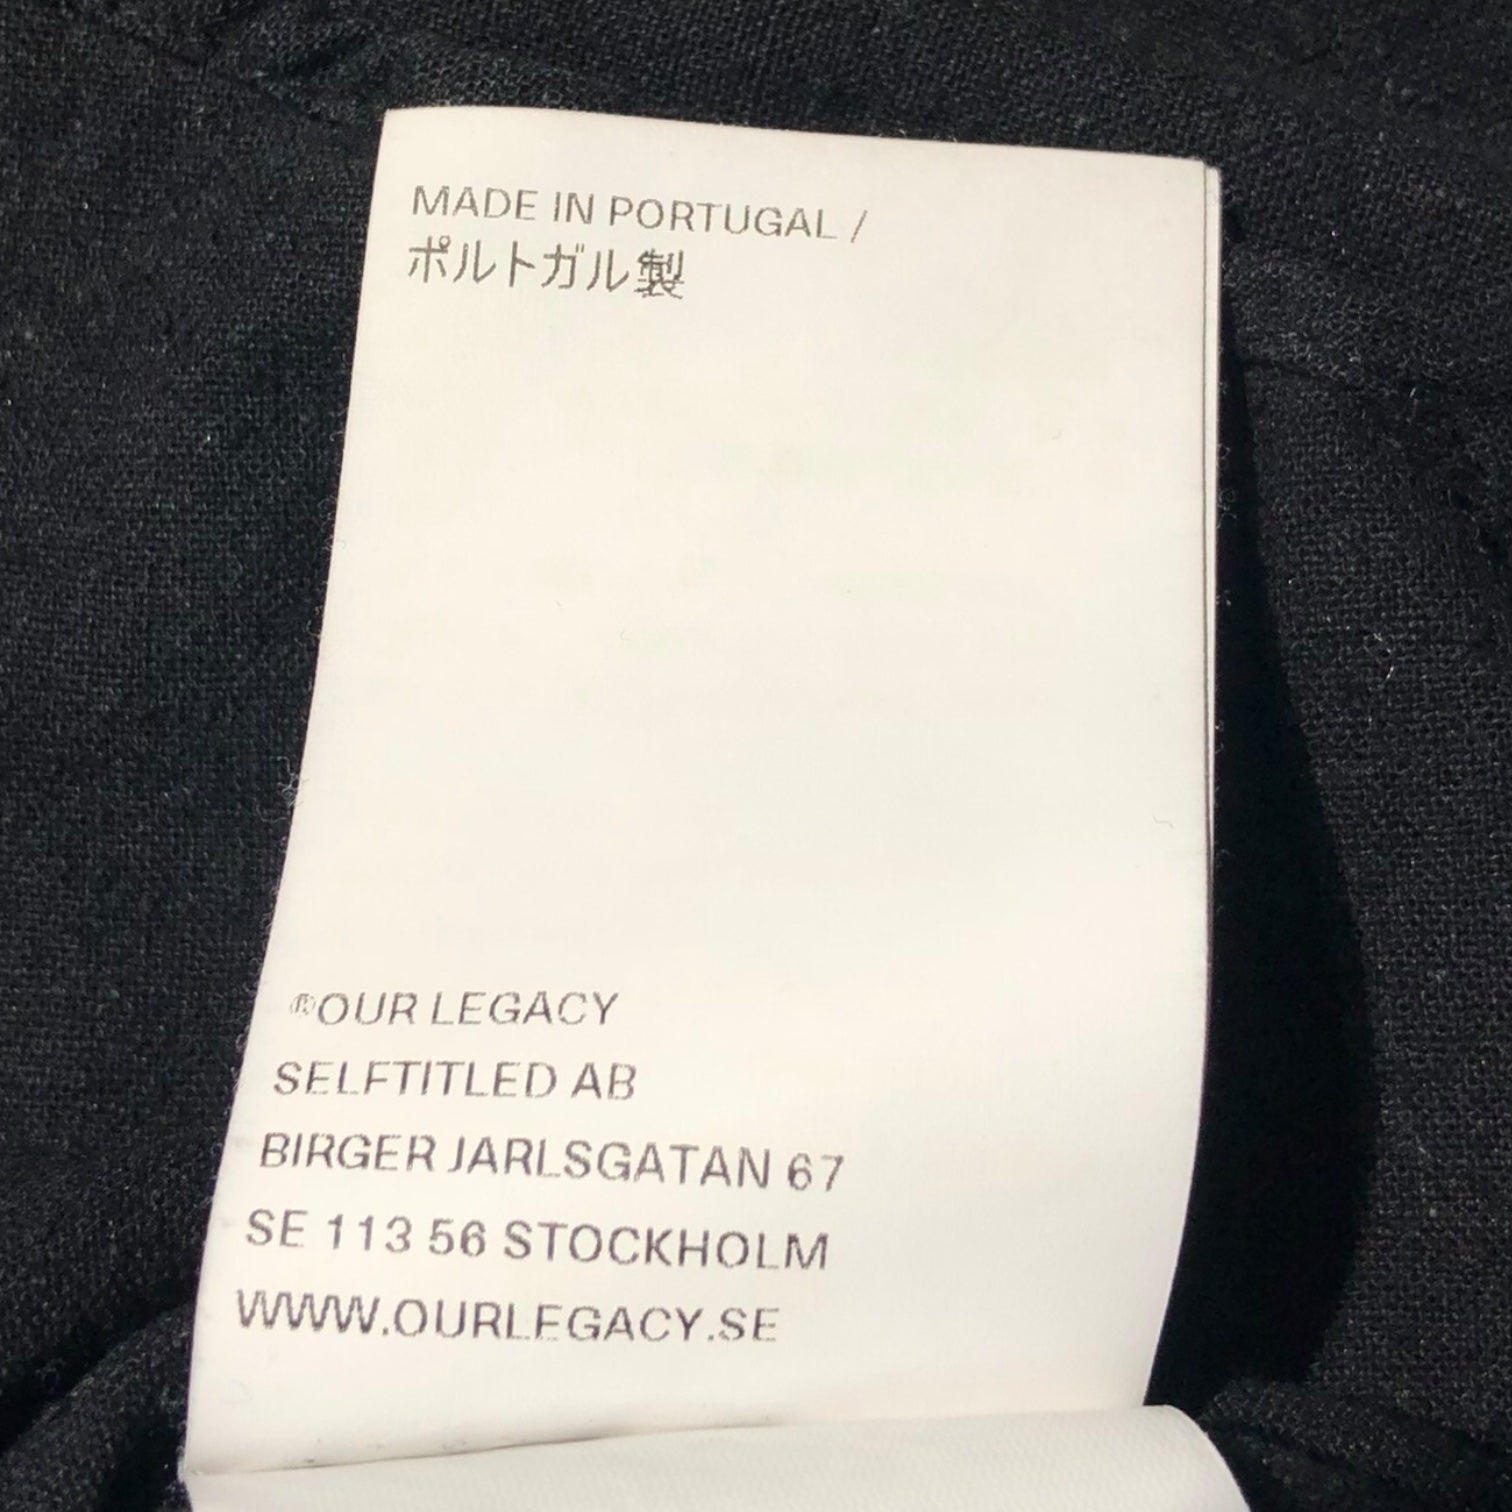 MADE IN PORTUGAL /
ポルトガル製
®OUR LEGACY
SELFTITLED AB
BIRGER JARLSGATAN 67
SE 113 56 STOCKHOLM
WWW.OURLEGACY.SE